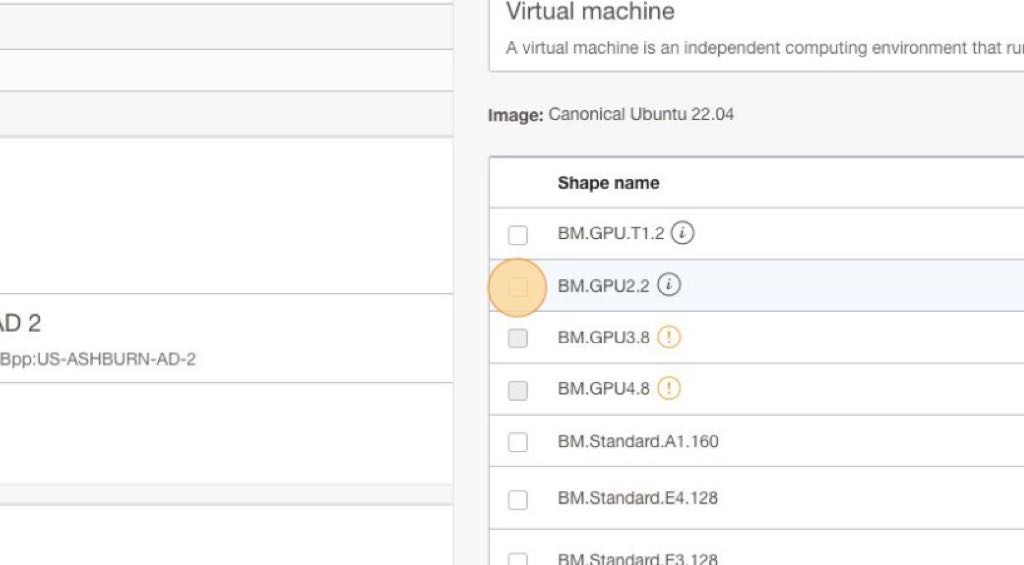 Virtual machine
A virtual machine is an independent computing environment that
Image: Canonical Ubuntu 22.04
Shape name
BM.GPU.T1.2
BM.GPU2.2
BM.GPU3.8
BM.GPU4.8
BM.Standard.A1.160
BM.Standard.E4.128
BM.Standard.E3.128
AD 2
Bpp:US-ASHBURN-AD-2